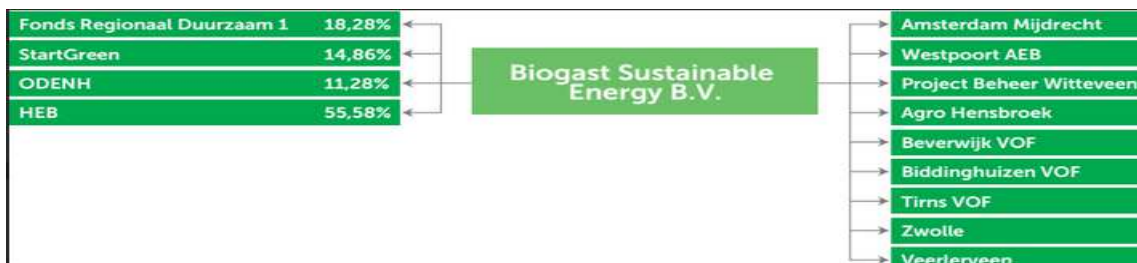 Fonds Regionaal Duurzaam 1 18,28%
StartGreen 14,86%
ODENH 11,28%
HEB 55,58%
Biogast Sustainable
Energy B.V.
Amsterdam Mijdrecht
Westpoort AEB
Project Beheer Witteveen
Agro Hensbroek
Beverwijk VOF
Biddinghuizen VOF
Tirns VOF
Zwolle
Veerlerveen